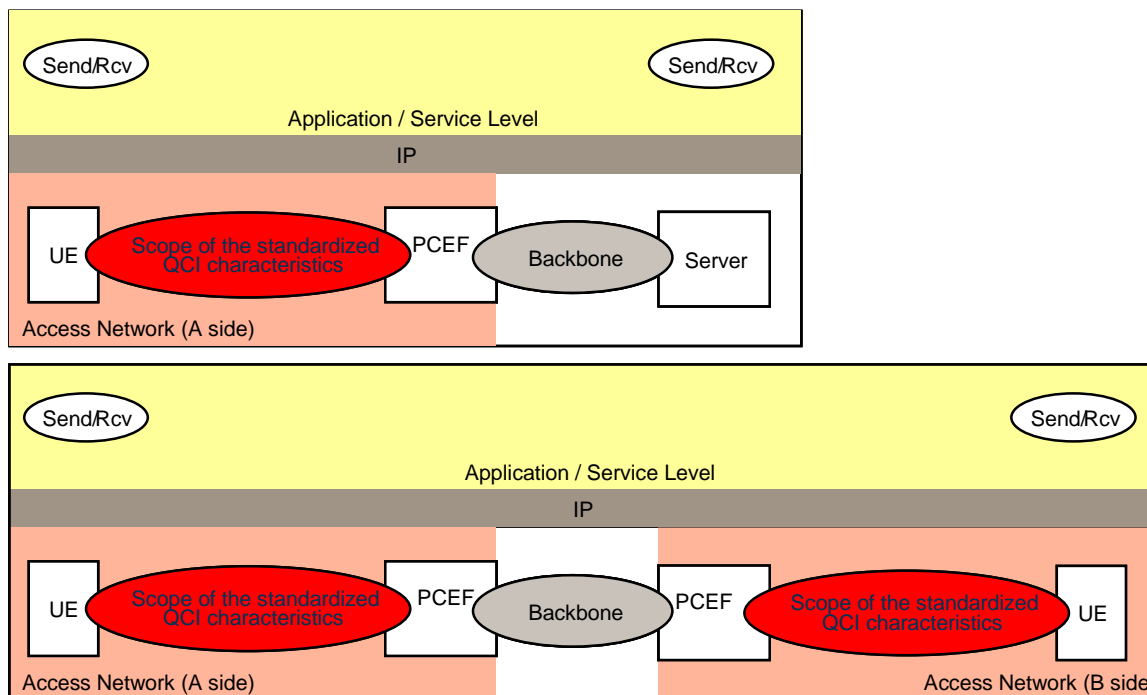 Send/Rcv
Send/Rcv
Application / Service Level
IP
UE
Scope of the standardized
QCI characteristics
PCEF
Backbone
Server
Access Network (A side)
Send/Rcv
Send/Rcv
Application / Service Level
IP
UE
Scope of the standardized
QCI characteristics
PCEF
Backbone
PCEF
Scope of the standardized
QCI characteristics
UE
Access Network (A side)
Access Network (B side